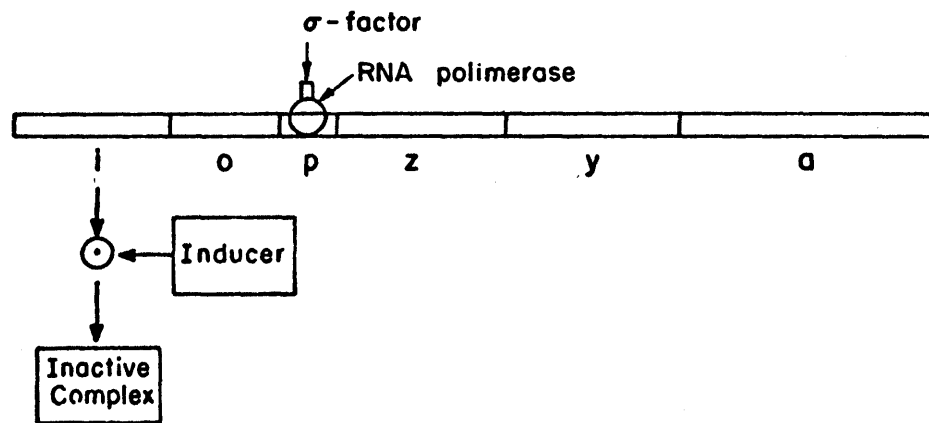 σ-factor
RNA polimerase
i o p z y a
Inducer
Inactive
Complex